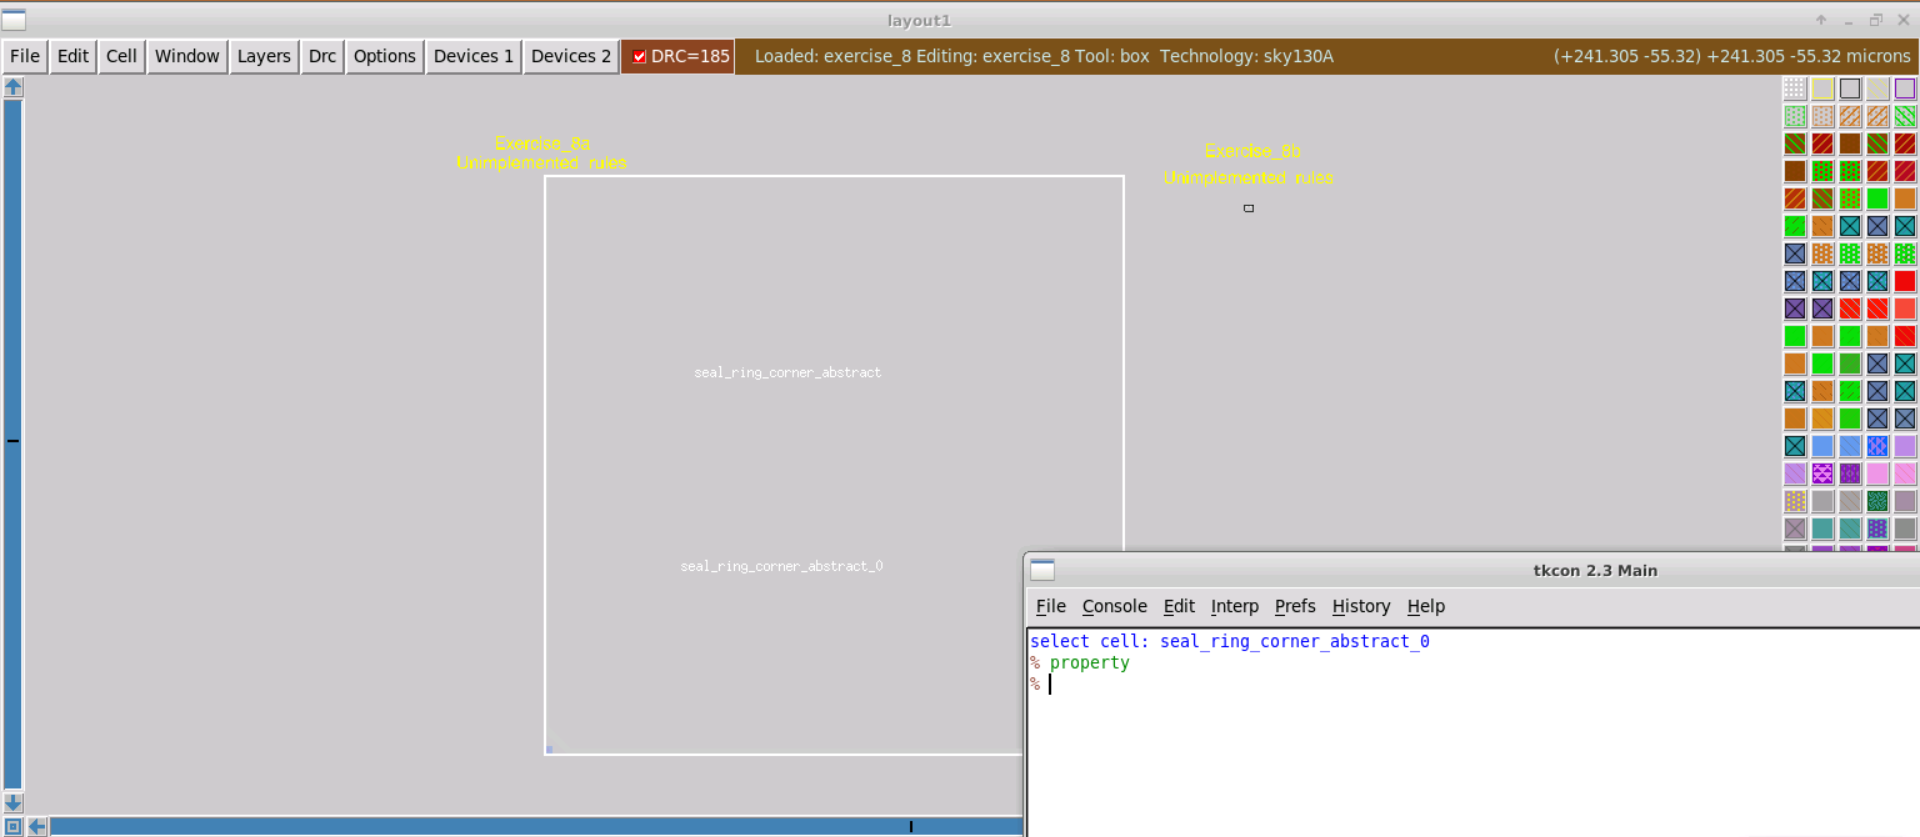 layout1
File Edit Cell Window Layers Drc Options Devices 1 Devices 2 DRC=185 Loaded: exercise_8 Editing: exercise_8 Tool: box Technology: sky130A (+241.305 -55.32) +241.305 -55.32 microns
Exercise_8a
Unimplemented rules
Exercise_8b
Unimplemented rules
seal_ring_corner_abstract
seal_ring_corner_abstract_0
tkcon 2.3 Main
File Console Edit Interp Prefs History Help
select cell: seal_ring_corner_abstract_0
% property
%